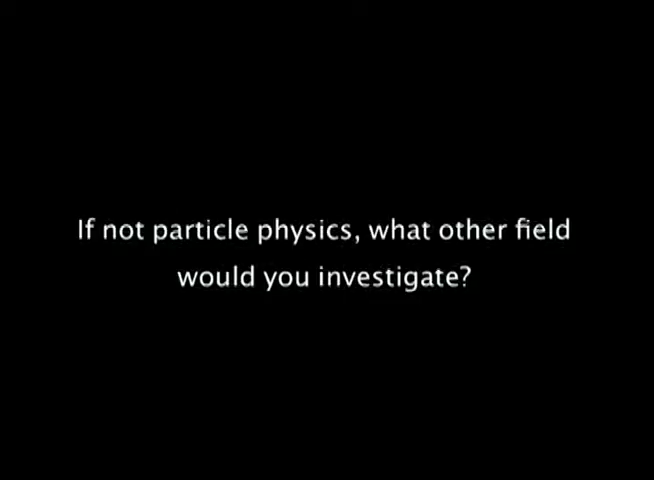 If not particle physics, what other field
would you investigate?